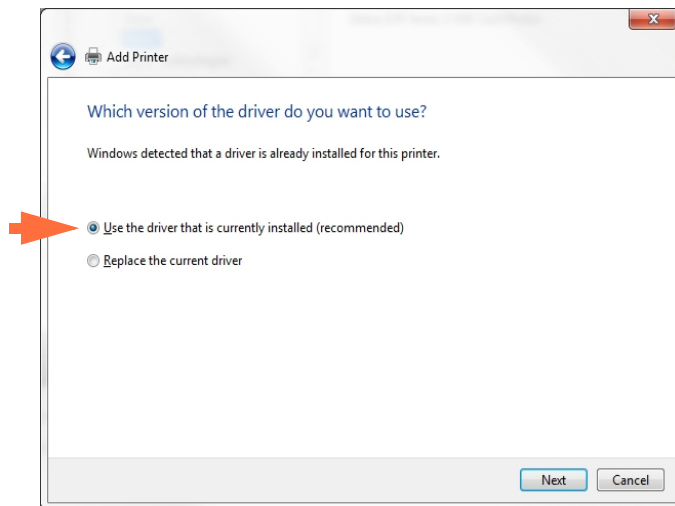 Add Printer
Which version of the driver do you want to use?
Windows detected that a driver is already installed for this printer.
Use the driver that is currently installed (recommended)
Replace the current driver
Next
Cancel